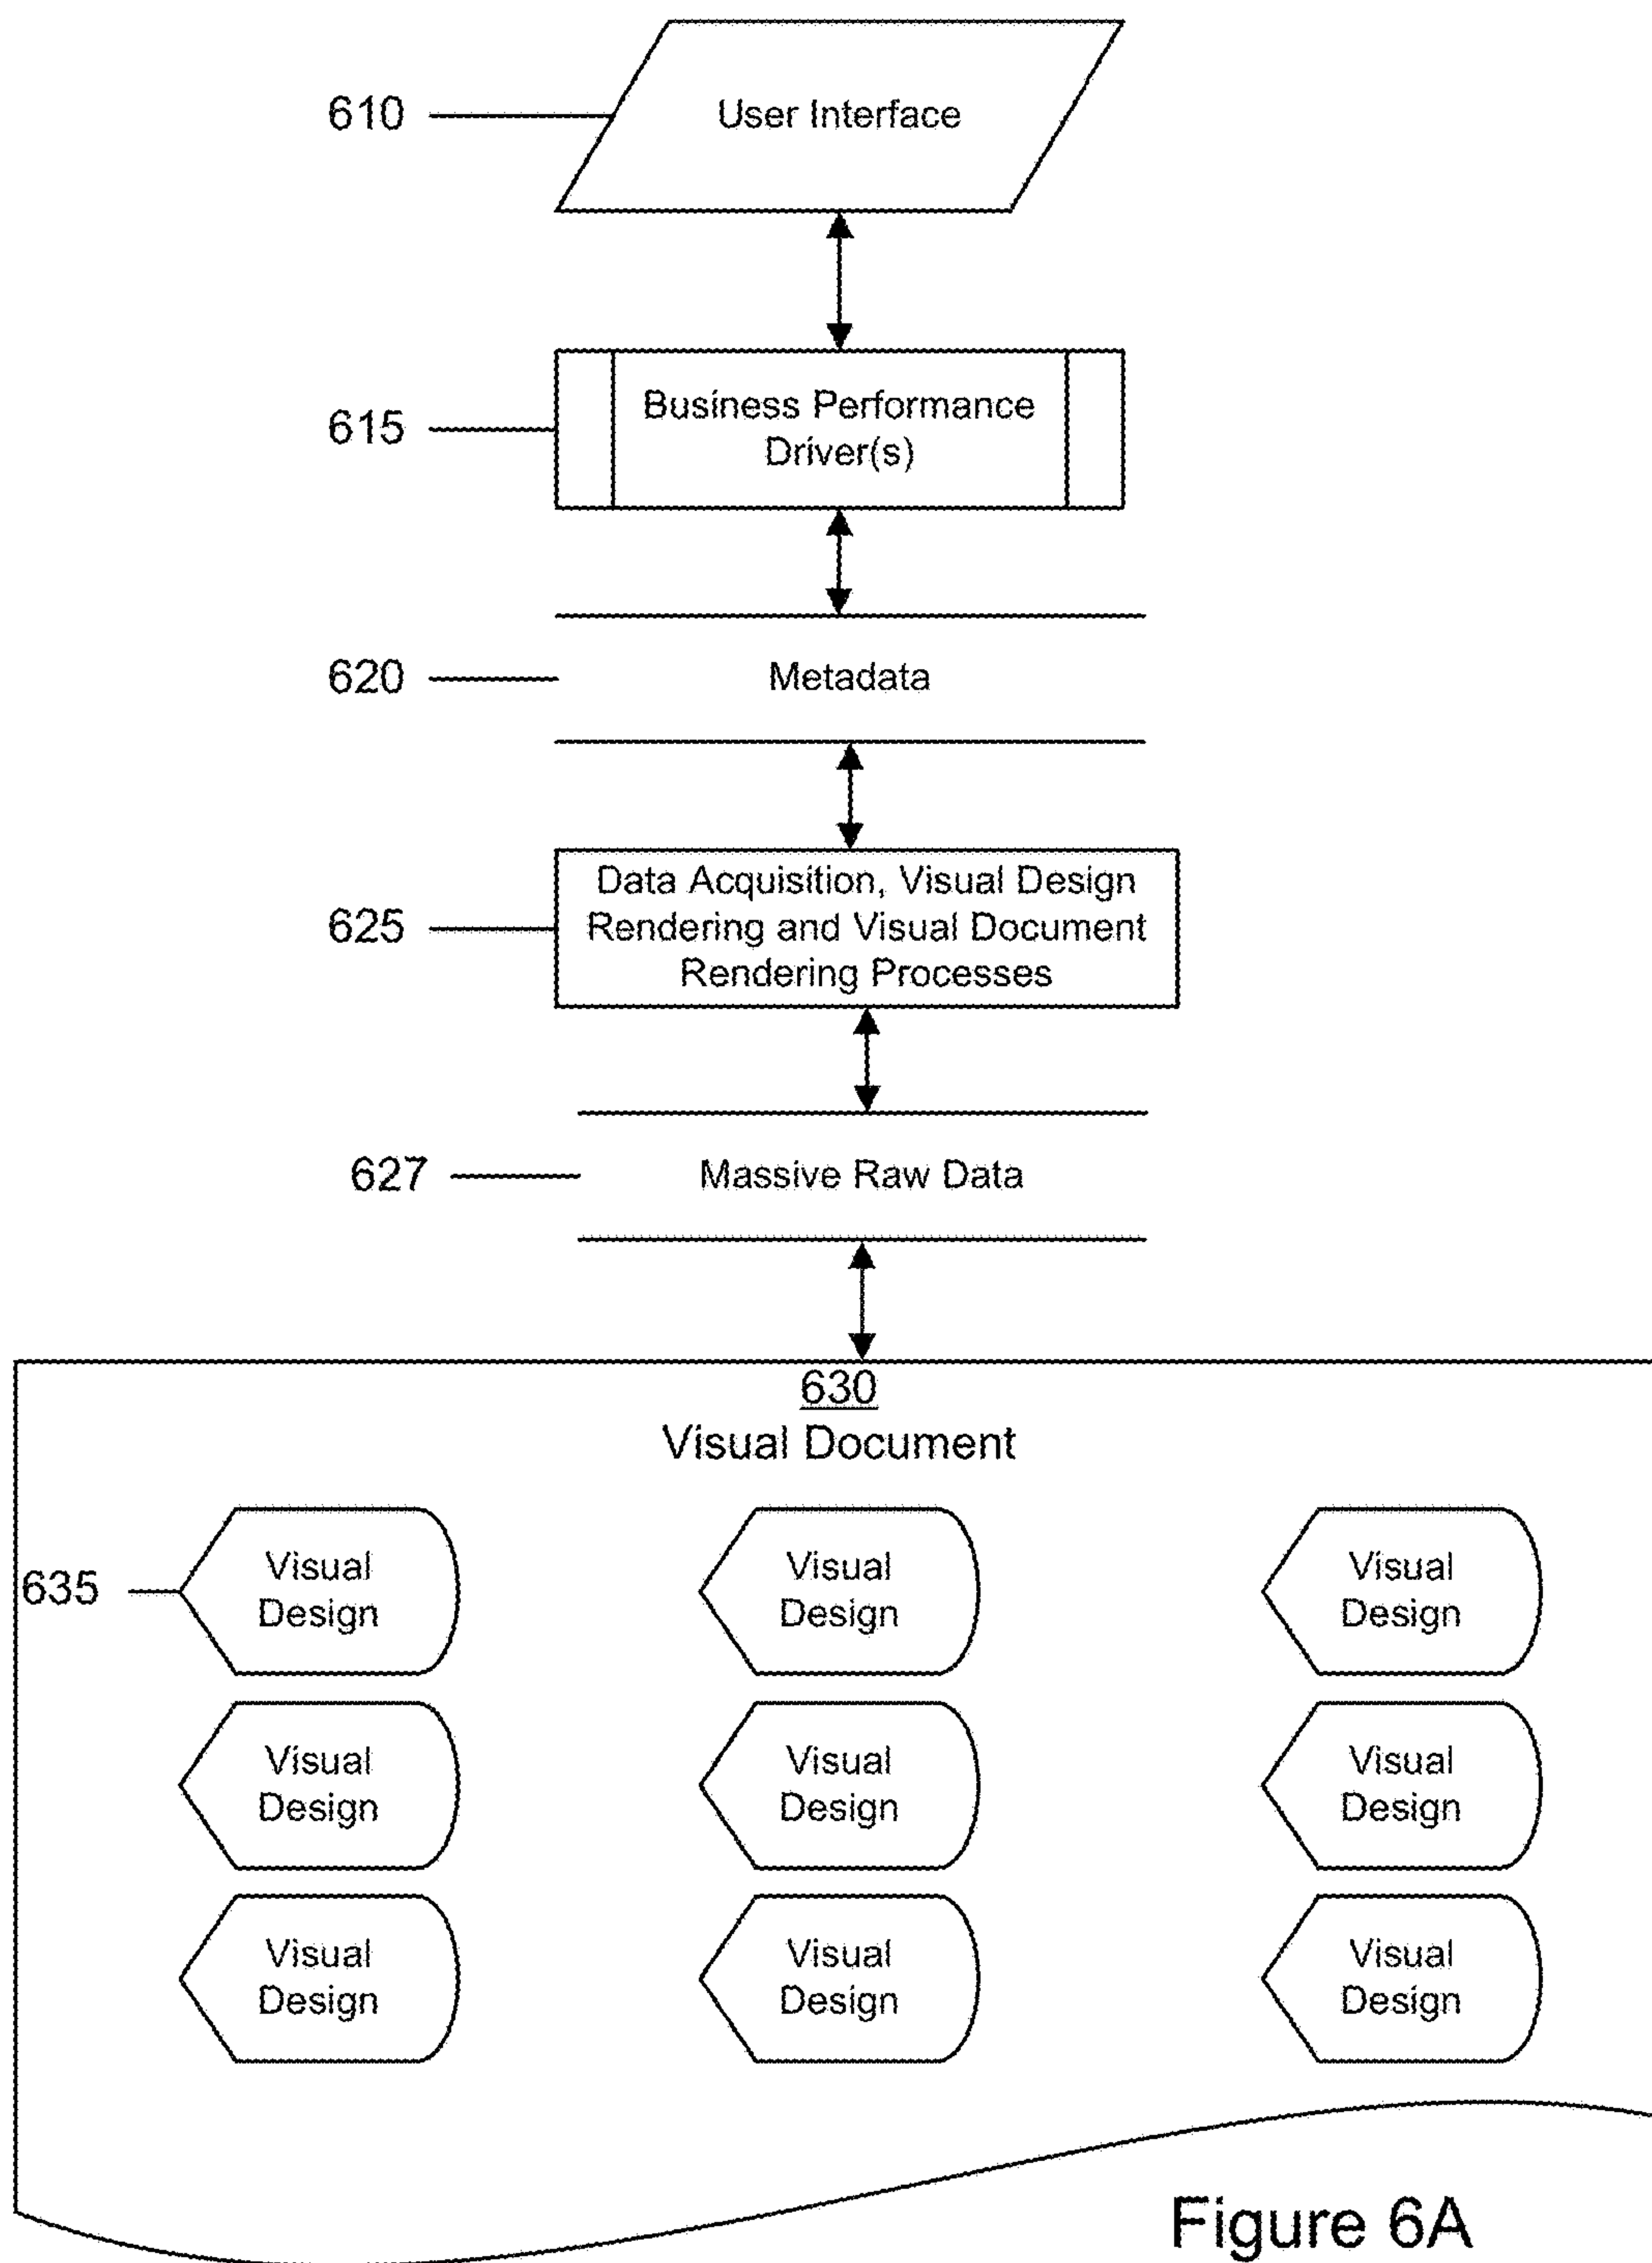 610
User Interface
615
Business Performance
Driver(s)
620
Metadata
625
Data Acquisition, Visual Design
Rendering and Visual Document
Rendering Processes
627
Massive Raw Data
630
Visual Document
635
Visual
Design
Visual
Design
Visual
Design
Visual
Design
Visual
Design
Visual
Design
Visual
Design
Visual
Design
Visual
Design
Figure 6A